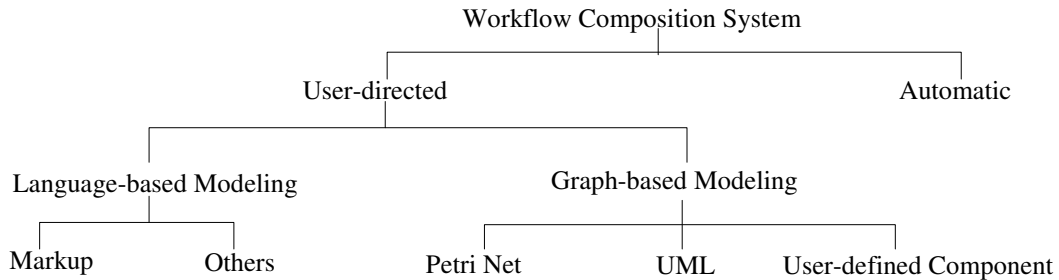 Workflow Composition System
User-directed
Automatic
Language-based Modeling
Graph-based Modeling
Markup
Others
Petri Net
UML
User-defined Component